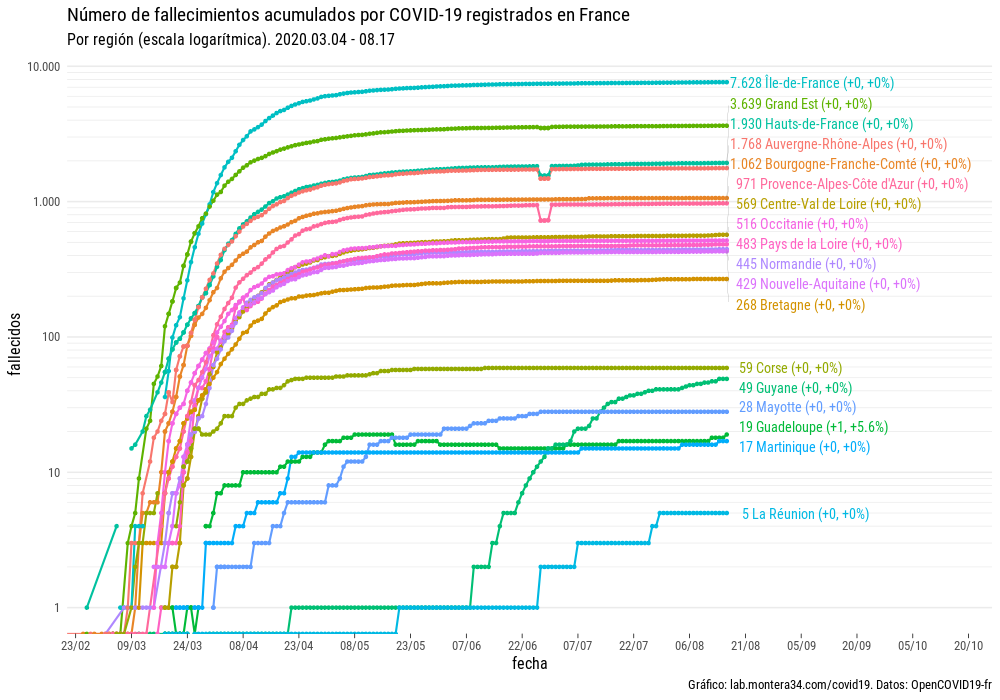 Número de fallecimientos acumulados por COVID-19 registrados en France
Por región (escala logarítmica). 2020.03.04 - 08.17
10.000
7.628 Île-de-France (+0, +0%)
3.639 Grand Est (+0, +0%)
1.930 Hauts-de-France (+0, +0%)
1.768 Auvergne-Rhône-Alpes (+0, +0%)
1.062 Bourgogne-Franche-Comté (+0, +0%)
971 Provence-Alpes-Côte d'Azur (+0, +0%)
1.000
569 Centre-Val de Loire (+0, +0%)
516 Occitanie (+0, +0%)
483 Pays de la Loire (+0, +0%)
445 Normandie (+0, +0%)
429 Nouvelle-Aquitaine (+0, +0%)
268 Bretagne (+0, +0%)
100
fallecidos
59 Corse (+0, +0%)
49 Guyane (+0, +0%)
28 Mayotte (+0, +0%)
19 Guadeloupe (+1, +5.6%)
17 Martinique (+0, +0%)
10
5 La Réunion (+0, +0%)
1
23/02 09/03 24/03 08/04 23/04 08/05 23/05 07/06 22/06 07/07 22/07 06/08 21/08 05/09 20/09 05/10 20/10
fecha
Gráfico: lab.montera34.com/covid19. Datos: OpenCOVID19-fr